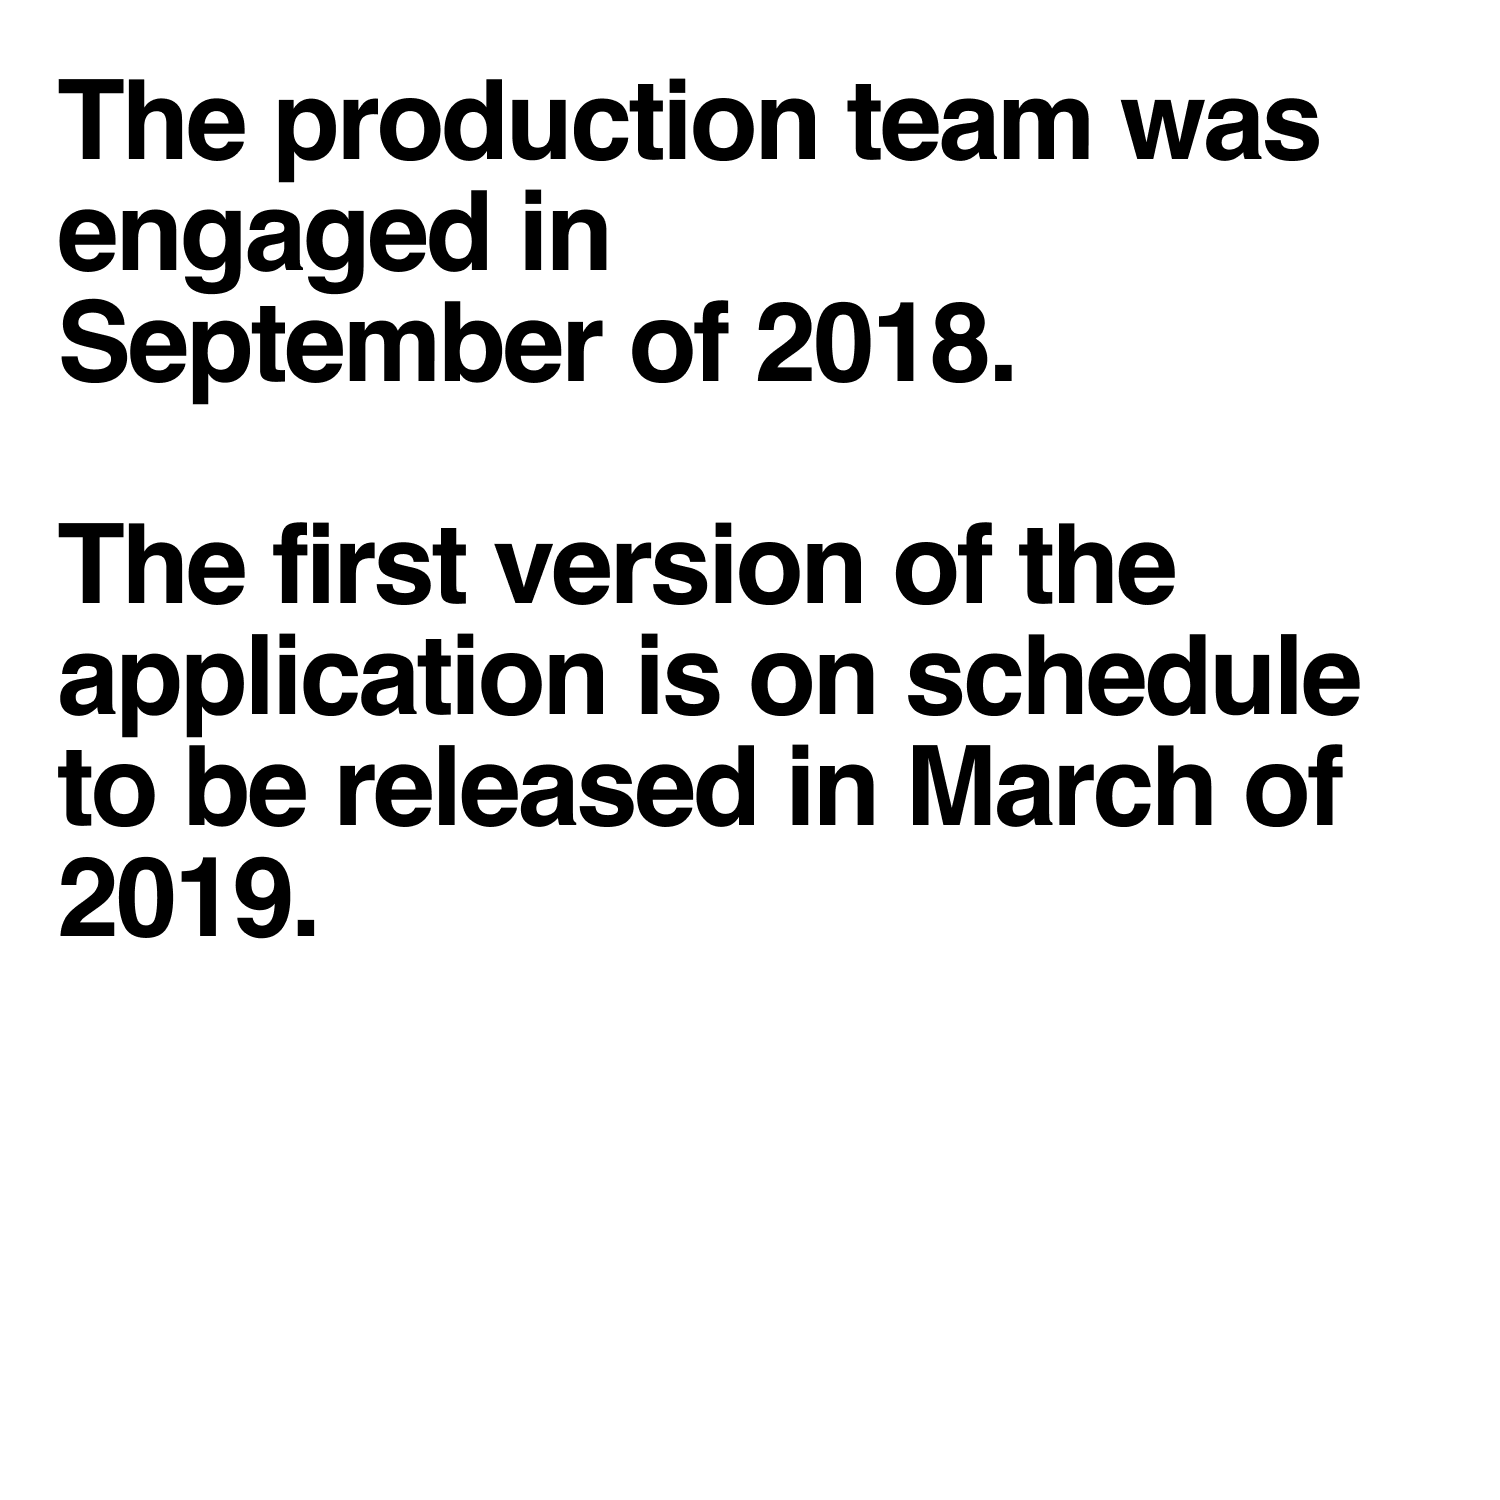 The production team was
engaged in
September of 2018.
The first version of the
application is on schedule
to be released in March of
2019.